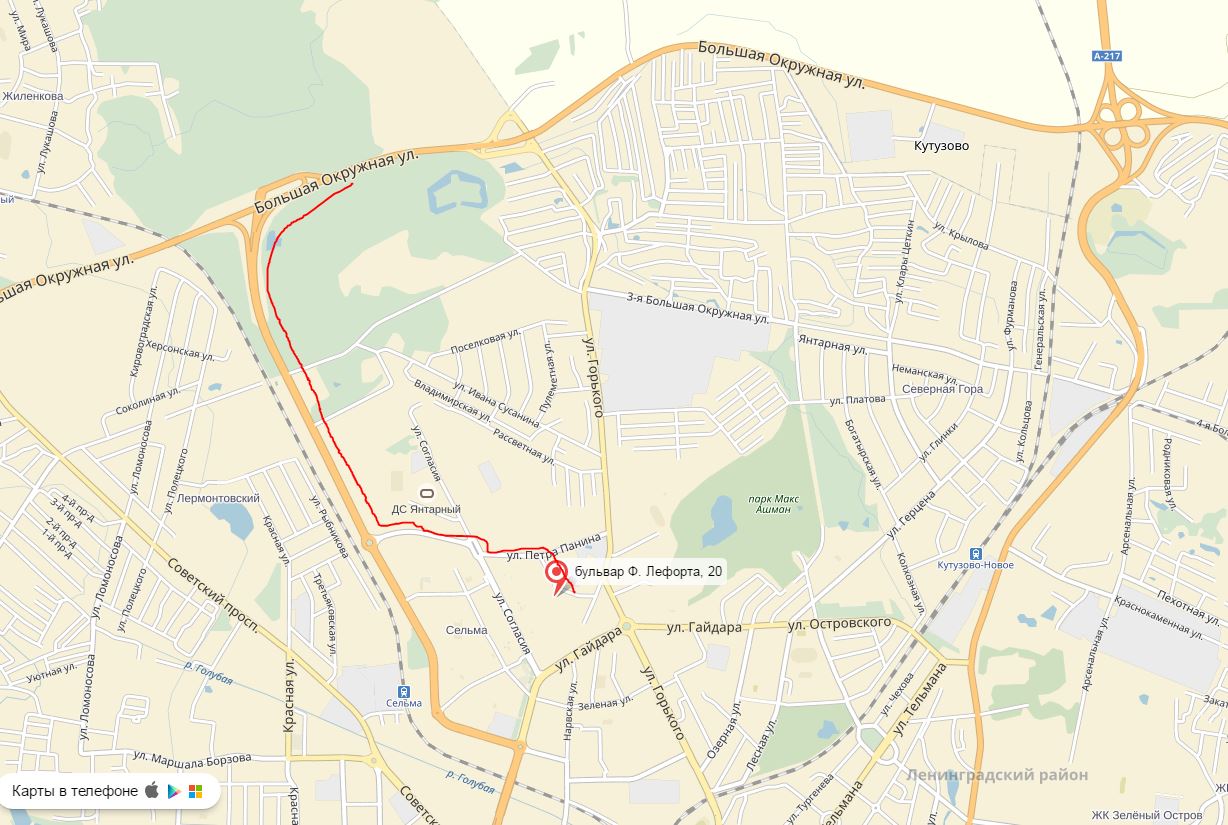 ул. Мира
ул. Лукашова
Жиленкова
ул. Лукашова
Большая Окружная ул.
А-217
Кутузово
Большая Окружная ул.
Большая Окружная ул.
ул. Крылова
ул. Клары Цеткин
ул. Фурманова
Генеральская ул.
3-я Большая Окружная ул.
Кировоградская ул.
Херсонская ул.
Соколиная ул.
Поселковая ул.
Пулеметная ул.
ул. Ивана Сусанина
Владимирская ул.
Рассветная ул.
ул. Горького
Янтарная ул.
Неманская ул.
Северная Гора
ул. Платова
Богатырская ул.
ул. Глинки
ул. Кольцова
4-я Бол
Родниковая ул.
ул. Согласия
ДС Янтарный
парк Макс
Ашман
ул. Герцена
Арсенальная ул.
ул. Ломоносова
ул. Полецкого
Лермонтовский
4-й пр-д
3-й пр-д
2-й пр-д
1-й пр-д
Красная ул.
ул. Рыбникова
ул. Петра Панина
бульвар Ф. Лефорта, 20
Кутузово-Новое
Колхозная ул.
Советский просп.
ул. Ломоносова
ул. Полецкого
Третьяковская ул.
ул. Согласия
Сельма
ул. Гайдара
ул. Гайдара
ул. Островского
Пехотная ул.
Краснокаменная ул.
Арсенальная ул.
Уютная ул.
р. Голубая
Красная ул.
Сельма
ул. Ломоносова
Нарвская ул.
Зеленая ул.
ул. Горького
Озерная ул.
Лесная ул.
ул. Чехова
ул. Тельмана
ул. Маршала Борзова
р. Голубая
Ленинградский район
Карты в телефоне
ул. Тургенева
ЖК Зелёный Остров